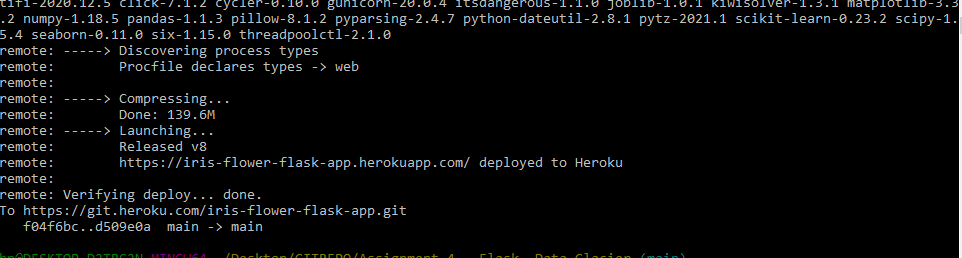 tifi-2020.12.5 click-7.1.2 cycler-0.10.0 gunicorn-20.0.4 itsdangerous-1.1.0 joblib-1.0.1 kiwisolver-1.3.1 matplotlib-3.3
.2 numpy-1.18.5 pandas-1.1.3 pillow-8.1.2 pyparsing-2.4.7 python-dateutil-2.8.1 pytz-2021.1 scikit-learn-0.23.2 scipy-1.
5.4 seaborn-0.11.0 six-1.15.0 threadpoolctl-2.1.0
remote: -----> Discovering process types
remote:        Procfile declares types -> web
remote:
remote: -----> Compressing...
remote:        Done: 139.6M
remote: -----> Launching...
remote:        Released v8
remote:        https://iris-flower-flask-app.herokuapp.com/ deployed to Heroku
remote:
remote: Verifying deploy... done.
To https://git.heroku.com/iris-flower-flask-app.git
   f04f6bc..d509e0a  main -> main